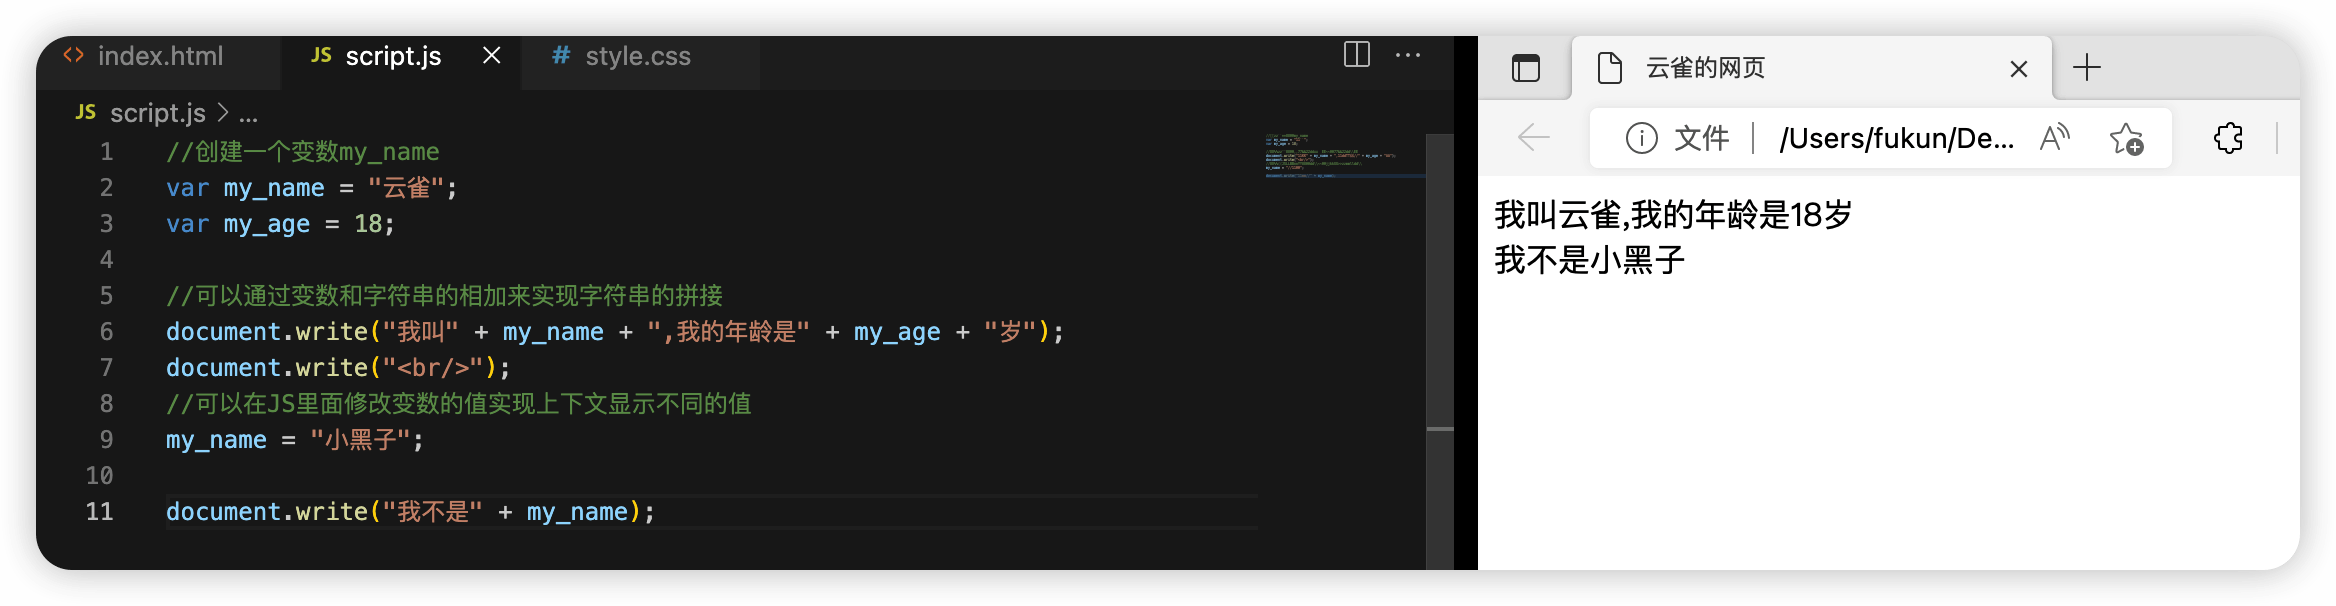 index.html
JS script.js
# style.css
JS script.js > ...
1 //创建一个变数my_name
2 var my_name = "云雀";
3 var my_age = 18;
4
5 //可以通过变数和字符串的相加来实现字符串的拼接
6 document.write("我叫" + my_name + ",我的年龄是" + my_age + "岁");
7 document.write("<br/>");
8 //可以在JS里面修改变数的值实现上下文显示不同的值
9 my_name = "小黑子";
10
11 document.write("我不是" + my_name);
云雀的网页
文件 | /Users/fukun/De...
我叫云雀,我的年龄是18岁
我不是小黑子